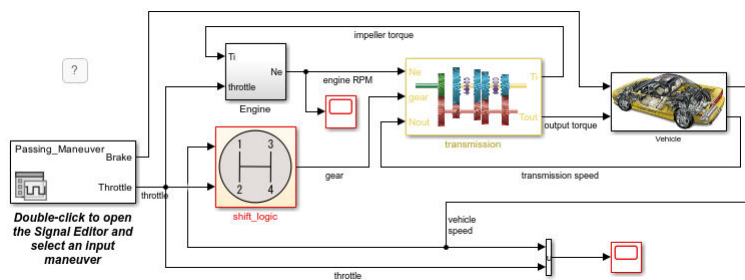 impeller torque
Ti
Ne
engine RPM
throttle
Engine
?
Ne
Ti
gear
Nout
Tout
transmission
output torque
Vehicle
Passing_Maneuver
Brake
Throttle
throttle
1 3
2 4
shift_logic
gear
transmission speed
Double-click to open
the Signal Editor and
select an input
maneuver
vehicle
speed
throttle